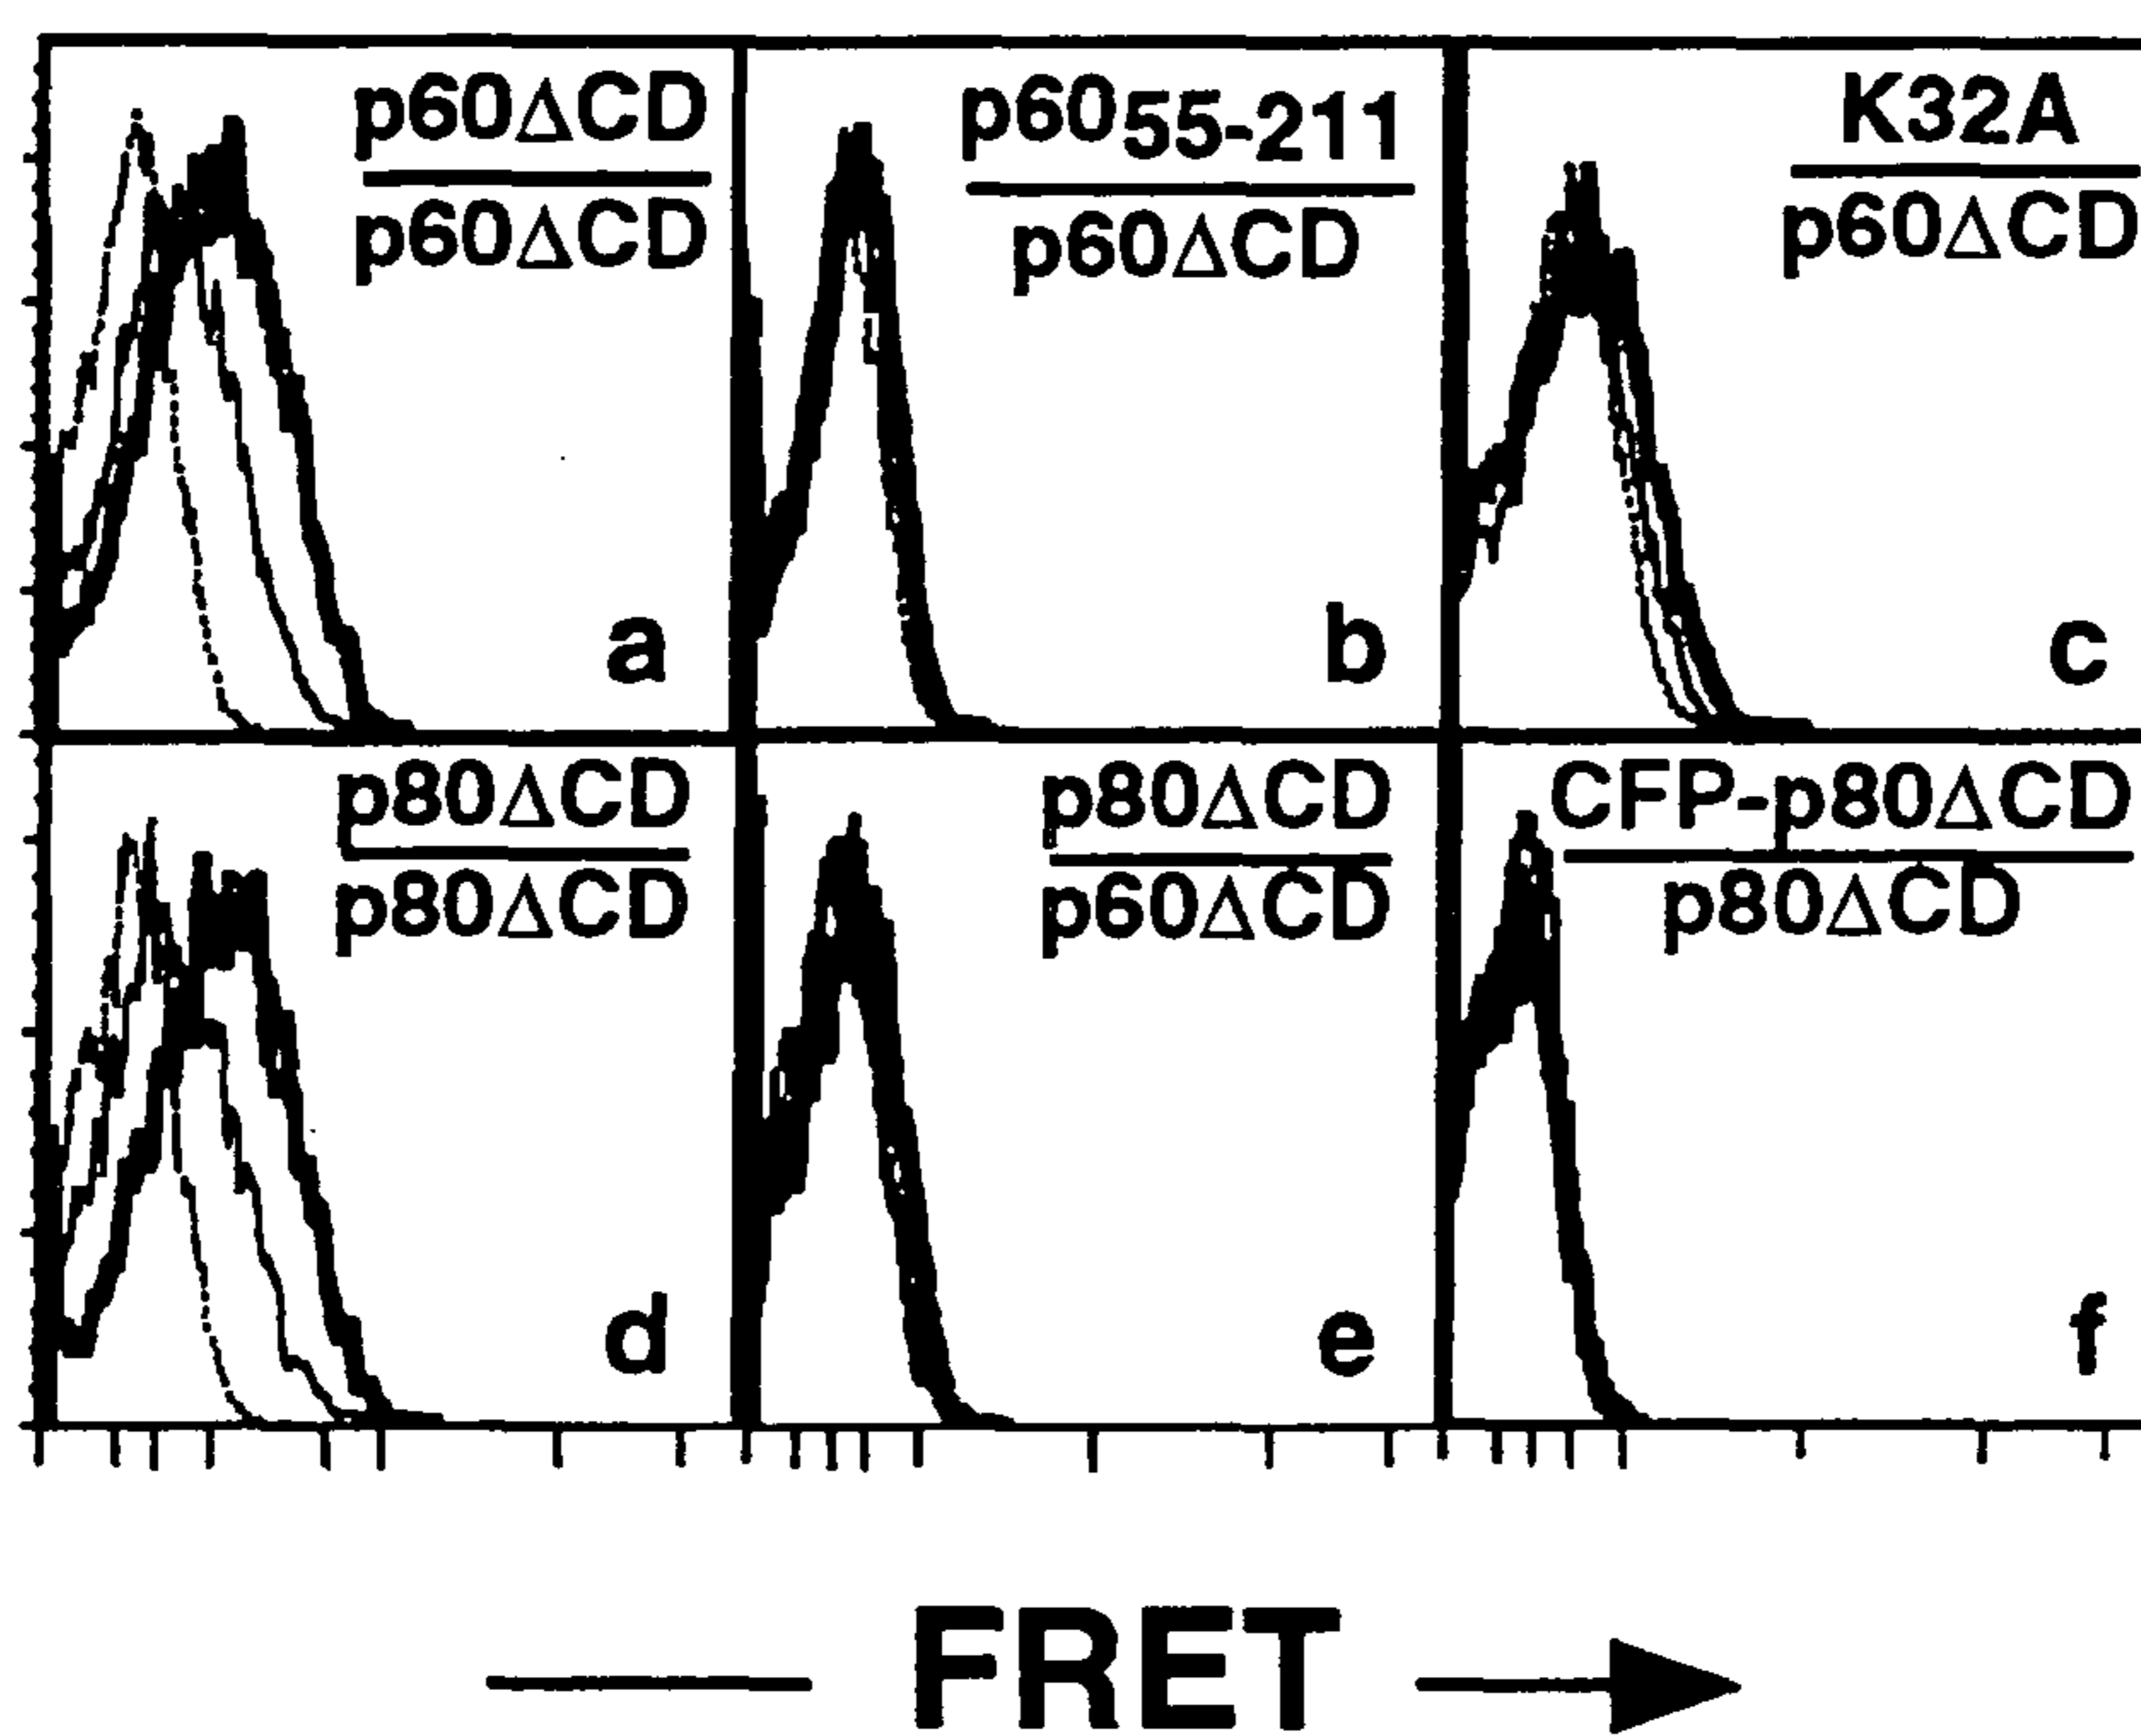 p60ΔCD
p60ΔCD
a
p60₅₅₋₂₁₁
p60ΔCD
b
K32A
p60ΔCD
c
p80ΔCD
p80ΔCD
d
p80ΔCD
p60ΔCD
e
CFP-p80ΔCD
p80ΔCD
f
FRET